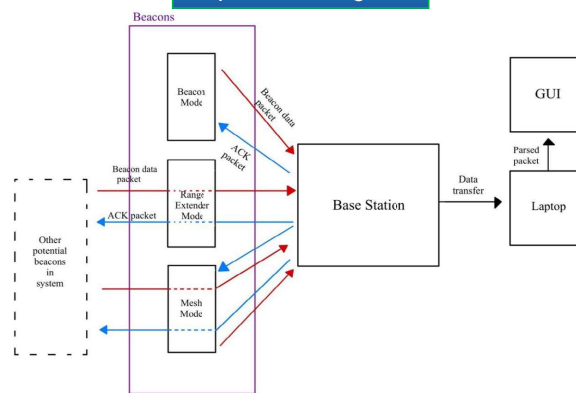 Beacons
Beacon
Mode
Beacon data
packet
ACK packet
Beacon data
packet
Range
Extender
Mode
ACK packet
Other
potential
beacons
in
system
Mesh
Mode
Base Station
Data
transfer
GUI
Parsed
packet
Laptop